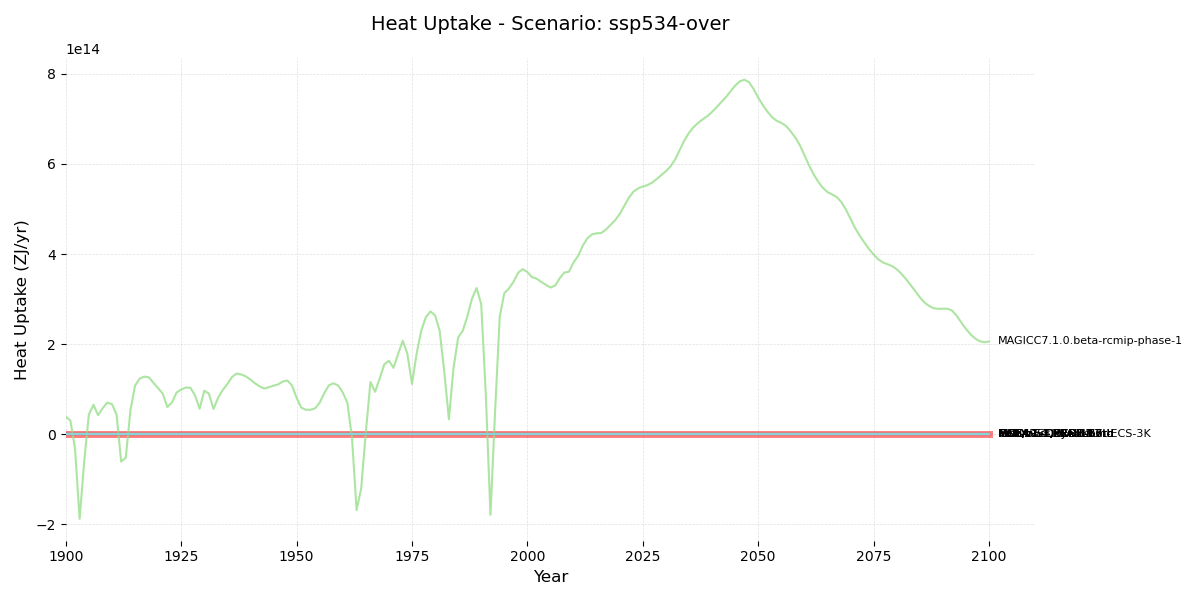 Heat Uptake - Scenario: ssp534-over
1e14
8
6
4
2
0
−2
Heat Uptake (ZJ/yr)
1900 1925 1950 1975 2000 2025 2050 2075 2100
Year
MAGICC7.1.0.beta-rcmip-phase-1
ECS-3K